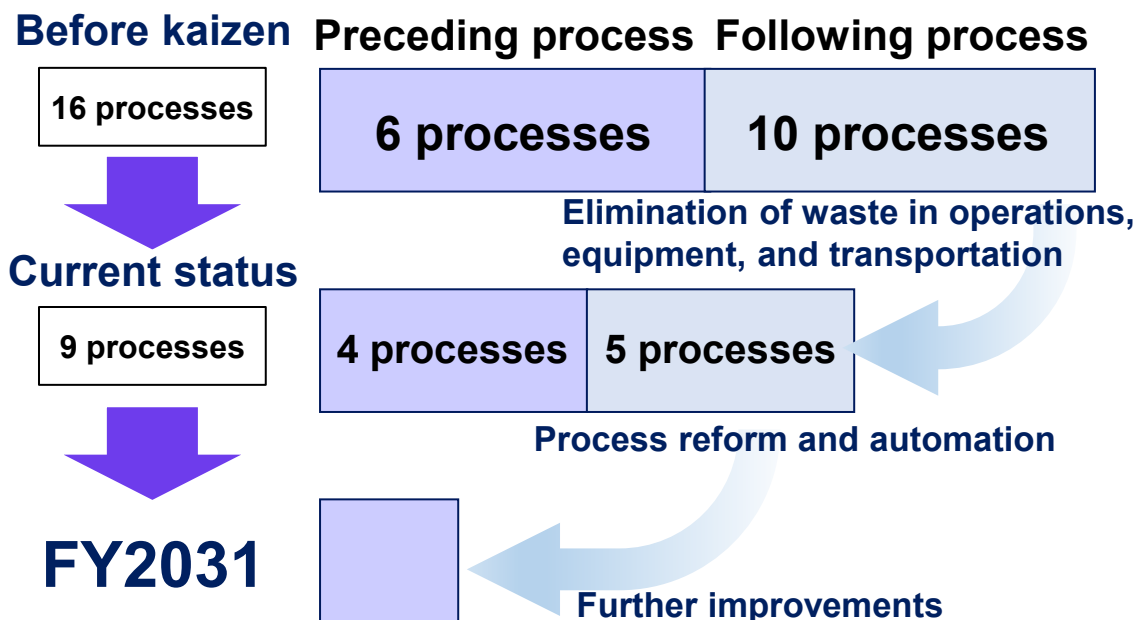 Before kaizen
Preceding process
Following process
16 processes
6 processes
10 processes
Elimination of waste in operations,
equipment, and transportation
Current status
9 processes
4 processes
5 processes
Process reform and automation
FY2031
Further improvements